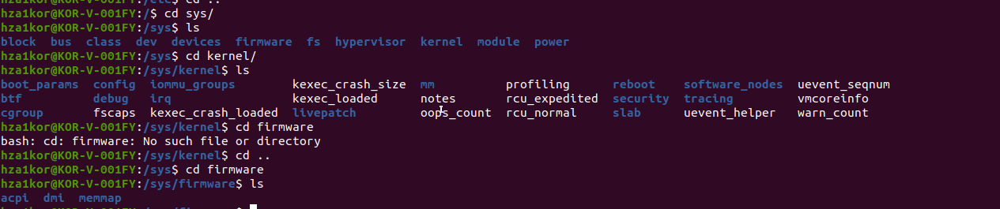 hza1kor@KOR-V-001FY:/etc$ cd ..
hza1kor@KOR-V-001FY:/$ cd sys/
hza1kor@KOR-V-001FY:/sys$ ls
block  bus  class  dev  devices  firmware  fs  hypervisor  kernel  module  power
hza1kor@KOR-V-001FY:/sys$ cd kernel/
hza1kor@KOR-V-001FY:/sys/kernel$ ls
boot_params  config  iommu_groups  kexec_crash_size  mm  profiling  reboot  software_nodes  uevent_seqnum
btf  debug  irq  kexec_loaded  notes  rcu_expedited  security  tracing  vmcoreinfo
cgroup  fscaps  kexec_crash_loaded  livepatch  oops_count  rcu_normal  slab  uevent_helper  warn_count
hza1kor@KOR-V-001FY:/sys/kernel$ cd firmware
bash: cd: firmware: No such file or directory
hza1kor@KOR-V-001FY:/sys/kernel$ cd ..
hza1kor@KOR-V-001FY:/sys$ cd firmware
hza1kor@KOR-V-001FY:/sys/firmware$ ls
acpi  dmi  memmap